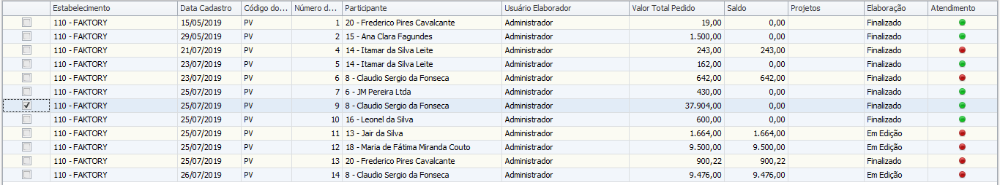 Estabelecimento Data Cadastro Código do... Número d... Participante Usuário Elaborador Valor Total Pedido Saldo Projetos Elaboração Atendimento
110 - FAKTORY 15/05/2019 PV 1 20 - Frederico Pires Cavalcante Administrador 19,00 0,00 Finalizado
110 - FAKTORY 29/05/2019 PV 2 15 - Ana Clara Fagundes Administrador 1.500,00 0,00 Finalizado
110 - FAKTORY 21/07/2019 PV 4 14 - Itamar da Silva Leite Administrador 243,00 243,00 Finalizado
110 - FAKTORY 23/07/2019 PV 5 14 - Itamar da Silva Leite Administrador 162,00 0,00 Finalizado
110 - FAKTORY 23/07/2019 PV 6 8 - Claudio Sergio da Fonseca Administrador 642,00 642,00 Finalizado
110 - FAKTORY 25/07/2019 PV 7 6 - JM Pereira Ltda Administrador 430,00 0,00 Finalizado
110 - FAKTORY 25/07/2019 PV 9 8 - Claudio Sergio da Fonseca Administrador 37.904,00 0,00 Finalizado
110 - FAKTORY 25/07/2019 PV 10 16 - Leonel da Silva Administrador 600,00 0,00 Finalizado
110 - FAKTORY 25/07/2019 PV 11 13 - Jair da Silva Administrador 1.664,00 1.664,00 Em Edição
110 - FAKTORY 25/07/2019 PV 12 18 - Maria de Fátima Miranda Couto Administrador 9.500,00 9.500,00 Em Edição
110 - FAKTORY 25/07/2019 PV 13 20 - Frederico Pires Cavalcante Administrador 900,22 900,22 Finalizado
110 - FAKTORY 26/07/2019 PV 14 8 - Claudio Sergio da Fonseca Administrador 9.476,00 9.476,00 Em Edição